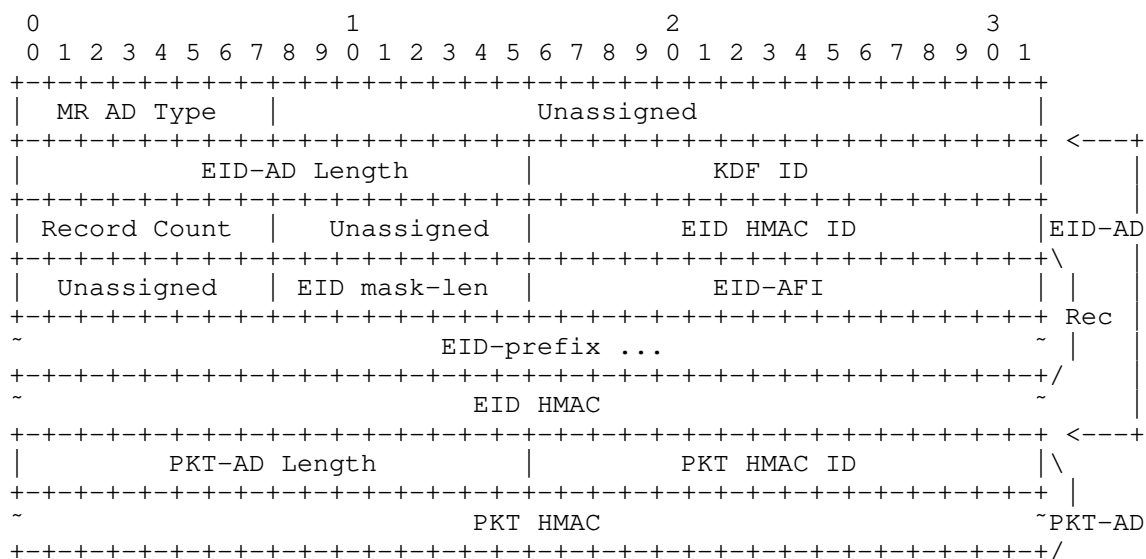 0                   1                   2                   3
 0 1 2 3 4 5 6 7 8 9 0 1 2 3 4 5 6 7 8 9 0 1 2 3 4 5 6 7 8 9 0 1
+-+-+-+-+-+-+-+-+-+-+-+-+-+-+-+-+-+-+-+-+-+-+-+-+-+-+-+-+-+-+-+-+
|  MR AD Type   |                Unassigned                     |
+-+-+-+-+-+-+-+-+-+-+-+-+-+-+-+-+-+-+-+-+-+-+-+-+-+-+-+-+-+-+-+-+ <---+
|           EID-AD Length       |           KDF ID              |     |
+-+-+-+-+-+-+-+-+-+-+-+-+-+-+-+-+-+-+-+-+-+-+-+-+-+-+-+-+-+-+-+-+     |
| Record Count  |   Unassigned  |         EID HMAC ID           |EID-AD
+-+-+-+-+-+-+-+-+-+-+-+-+-+-+-+-+-+-+-+-+-+-+-+-+-+-+-+-+-+-+-+-+\    |
|  Unassigned   | EID mask-len  |           EID-AFI             | |   |
+-+-+-+-+-+-+-+-+-+-+-+-+-+-+-+-+-+-+-+-+-+-+-+-+-+-+-+-+-+-+-+-+ Rec |
~                          EID-prefix ...                       ~ |   |
+-+-+-+-+-+-+-+-+-+-+-+-+-+-+-+-+-+-+-+-+-+-+-+-+-+-+-+-+-+-+-+-+/    |
~                            EID HMAC                           ~     |
+-+-+-+-+-+-+-+-+-+-+-+-+-+-+-+-+-+-+-+-+-+-+-+-+-+-+-+-+-+-+-+-+ <---+
|         PKT-AD Length         |         PKT HMAC ID           |\
+-+-+-+-+-+-+-+-+-+-+-+-+-+-+-+-+-+-+-+-+-+-+-+-+-+-+-+-+-+-+-+-+ |
~                            PKT HMAC                           ~PKT-AD
+-+-+-+-+-+-+-+-+-+-+-+-+-+-+-+-+-+-+-+-+-+-+-+-+-+-+-+-+-+-+-+-+/